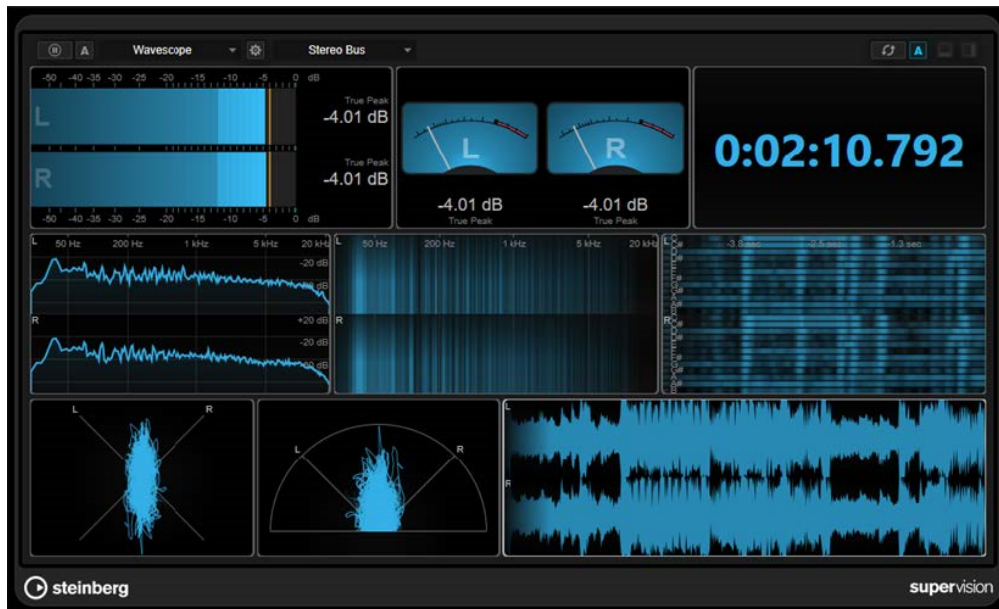 A Wavescope Stereo Bus A
-50 -40 -35 -30 -25 -20 -15 -10 -5 0 dB
L
True Peak
-4.01 dB
R
True Peak
-4.01 dB
-50 -40 -35 -30 -25 -20 -15 -10 -5 0 dB
L R
-4.01 dB -4.01 dB
True Peak True Peak
0:02:10.792
L 50 Hz 200 Hz 1 kHz 5 kHz 20 kHz
-20 dB
R +20 dB
-20 dB
L 50 Hz 200 Hz 1 kHz 5 kHz 20 kHz
R
L -3.8 sec -2.5 sec -1.3 sec
R
L R
L R
L
R
steinberg
supervision